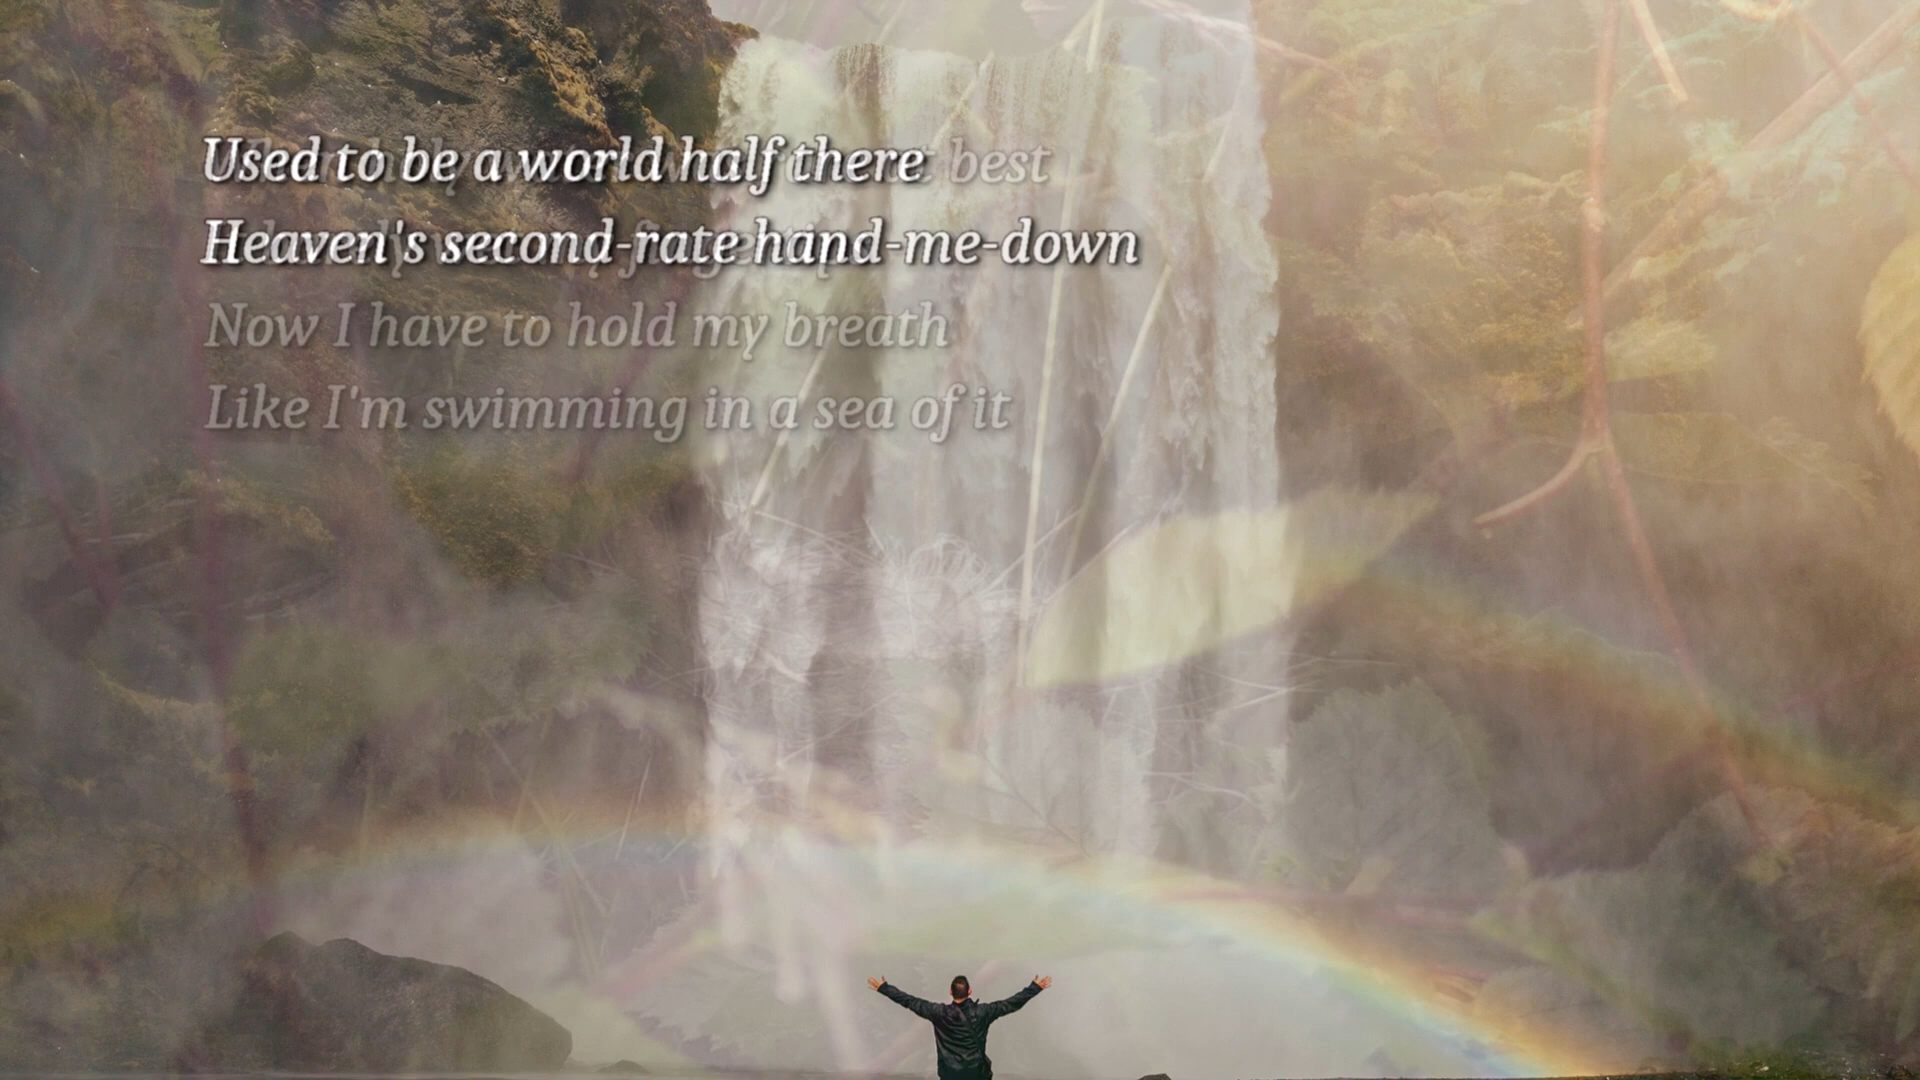 Used to be a world half there
best
Heaven's second-rate hand-me-down
Now I have to hold my breath
Like I'm swimming in a sea of it